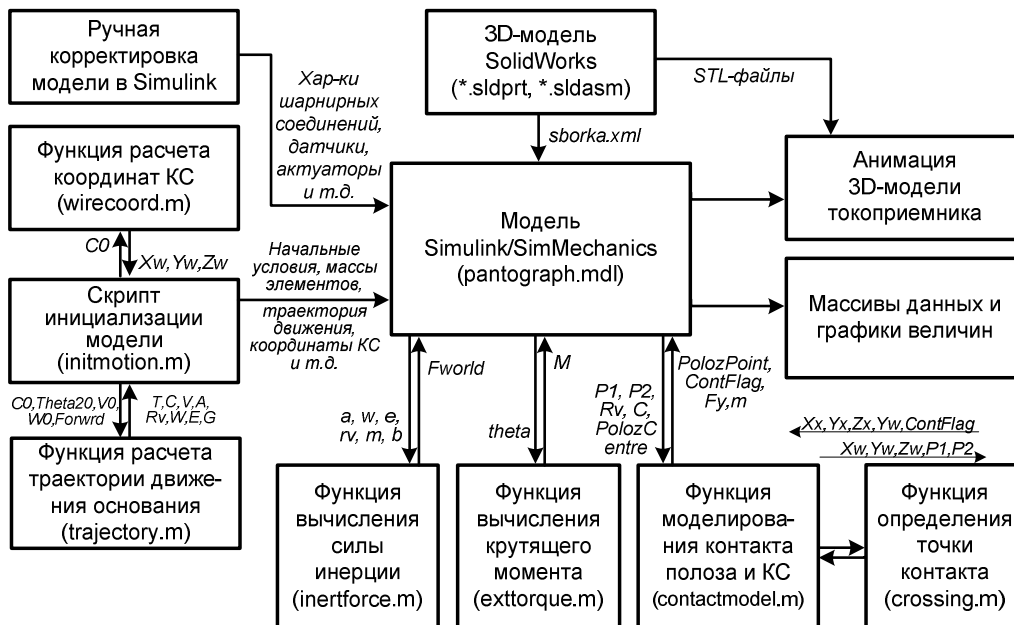 Ручная
корректировка
модели в Simulink
3D-модель
SolidWorks
(*.sldprt, *.sldasm)
STL-файлы
Хар-ки
шарнирных
соединений,
датчики,
актуаторы
и т.д.
sborka.xml
Функция расчета
координат КС
(wirecoord.m)
Модель
Simulink/SimMechanics
(pantograph.mdl)
Анимация
3D-модели
токоприемника
C0
Xw,Yw,Zw
Начальные
условия, массы
элементов,
траектория
движения,
координаты КС
и т.д.
Скрипт
инициализации
модели
(initmotion.m)
Массивы данных и
графики величин
C0,Theta20,V0,
W0,Forwrd
T,C,V,A,
Rv,W,E,G
a, w, e,
rv, m, b
Fworld
theta
M
P1, P2,
Rv, C,
PolozC
entre
PolozPoint,
ContFlag,
Fy,m
Xx,Yx,Zx,Yw,ContFlag
Xw,Yw,Zw,P1,P2
Функция расчета
траектории движе-
ния основания
(trajectory.m)
Функция
вычисления
силы
инерции
(inertforce.m)
Функция
вычисления
крутящего
момента
(exttorque.m)
Функция
моделирова-
ния контакта
полоза и КС
(contactmodel.m)
Функция
определения
точки
контакта
(crossing.m)